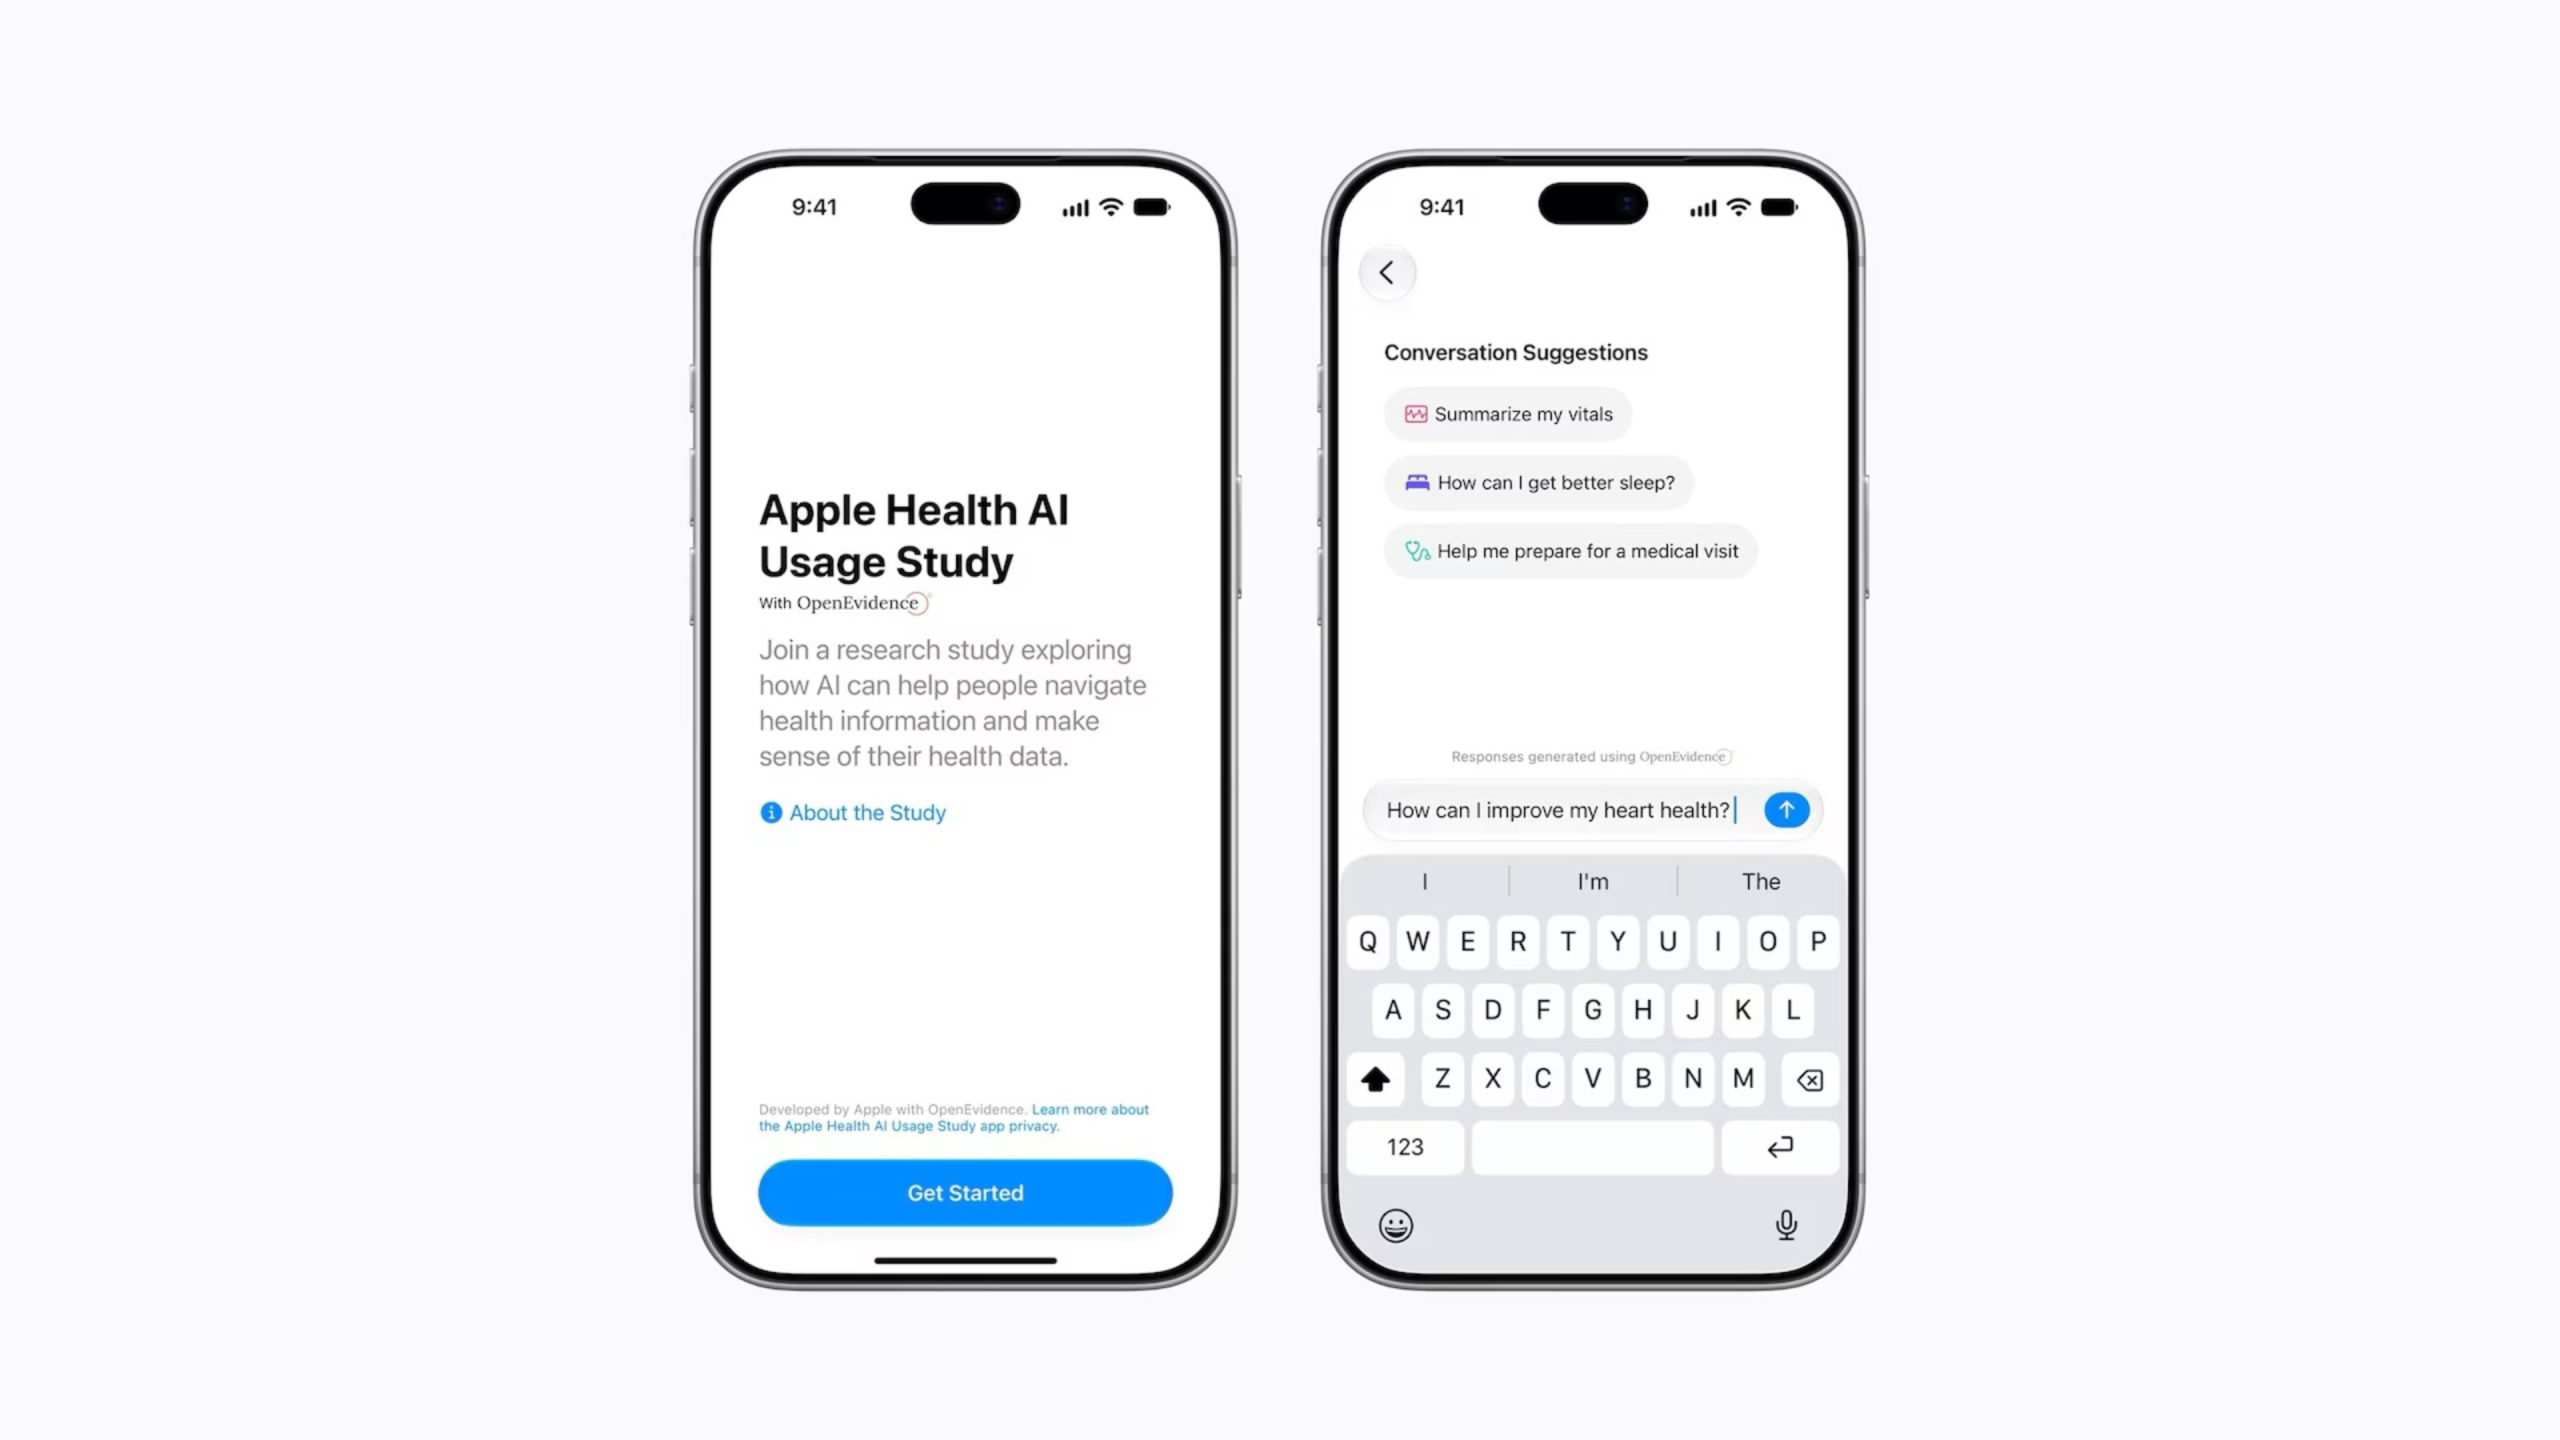 9:41
Apple Health AI
Usage Study
With OpenEvidence
Join a research study exploring
how AI can help people navigate
health information and make
sense of their health data.
About the Study
Developed by Apple with OpenEvidence. Learn more about
the Apple Health AI Usage Study app privacy.
Get Started
9:41
Conversation Suggestions
Summarize my vitals
How can I get better sleep?
Help me prepare for a medical visit
Responses generated using OpenEvidence
How can I improve my heart health?
I I'm The
Q W E R T Y U I O P
A S D F G H J K L
Z X C V B N M
123